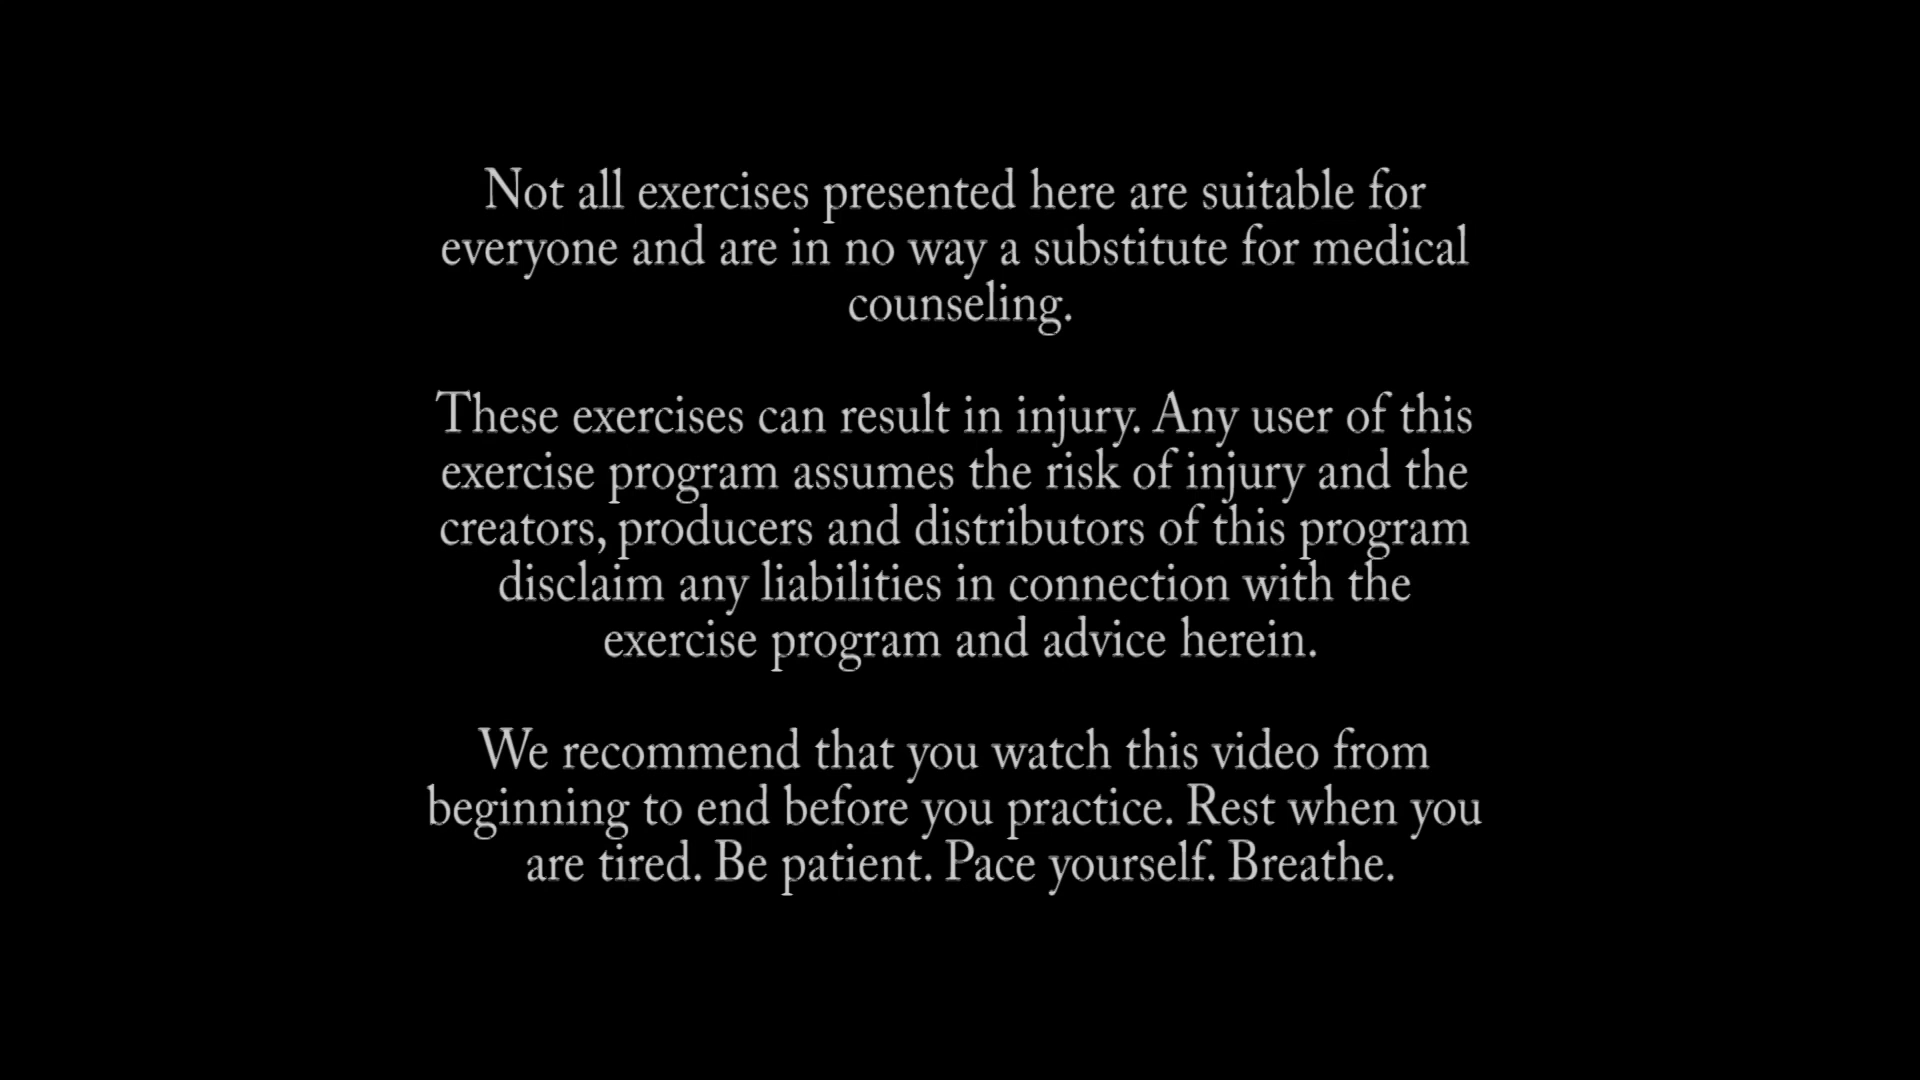 Not all exercises presented here are suitable for
everyone and are in no way a substitute for medical
counseling.
These exercises can result in injury. Any user of this
exercise program assumes the risk of injury and the
creators, producers and distributors of this program
disclaim any liabilities in connection with the
exercise program and advice herein.
We recommend that you watch this video from
beginning to end before you practice. Rest when you
are tired. Be patient. Pace yourself. Breathe.